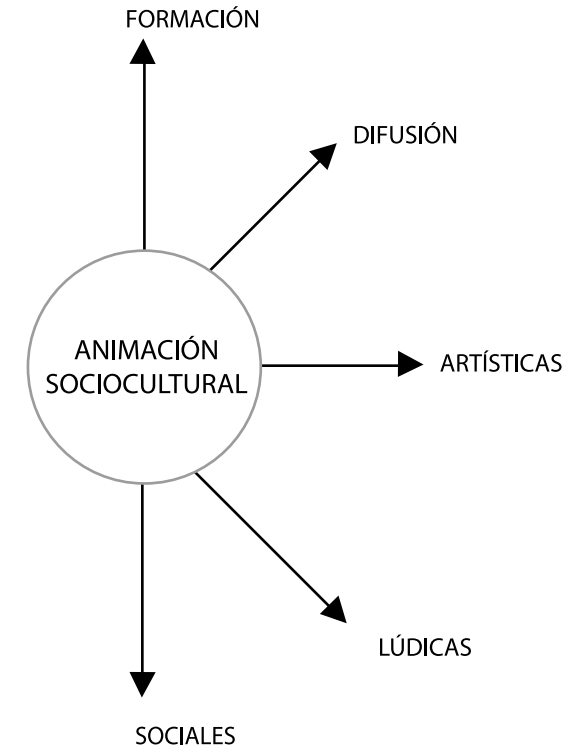 FORMACIÓN
DIFUSIÓN
ANIMACIÓN
SOCIOCULTURAL
ARTÍSTICAS
LÚDICAS
SOCIALES